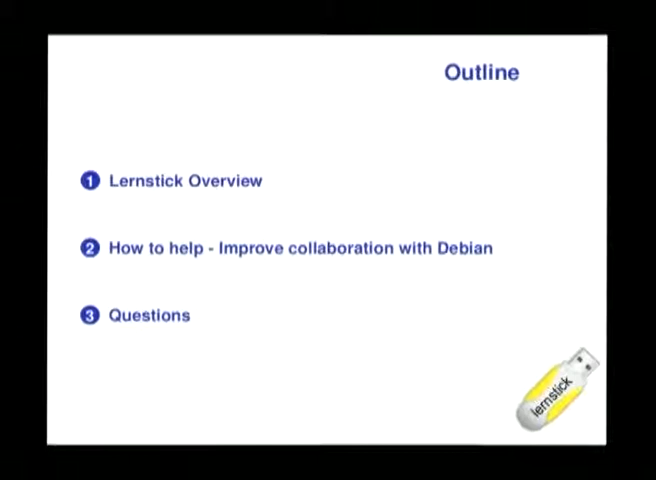 Outline
1 Lernstick Overview
2 How to help - Improve collaboration with Debian
3 Questions
lernstick